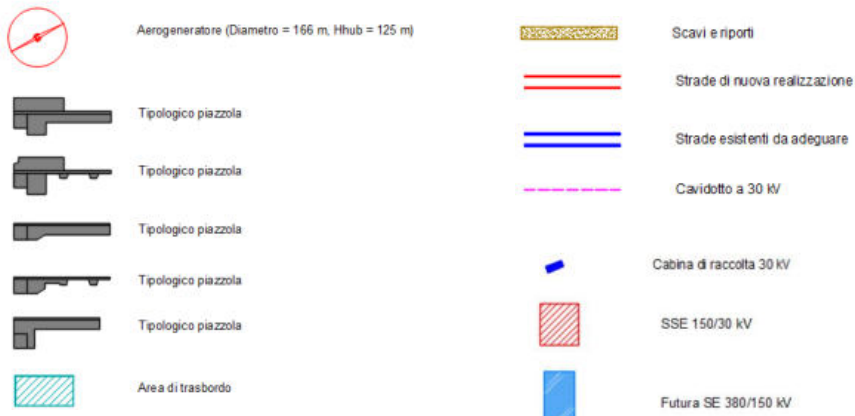 Aerogeneratore (Diametro = 166 m, Hhub = 125 m)
Tipologico piazzola
Tipologico piazzola
Tipologico piazzola
Tipologico piazzola
Tipologico piazzola
Area di trasbordo
Scavi e riporti
Strade di nuova realizzazione
Strade esistenti da adeguare
Cavidotto a 30 kV
Cabina di raccolta 30 kV
SSE 150/30 kV
Futura SE 380/150 kV